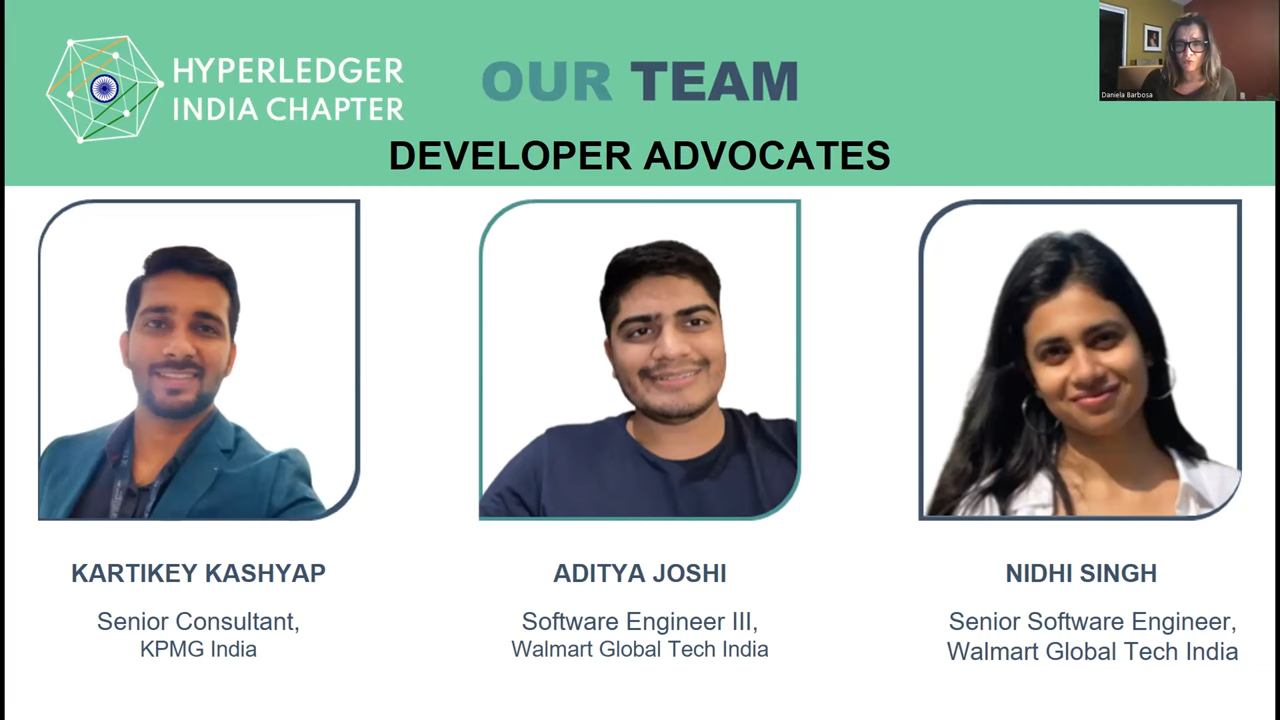 HYPERLEDGER
INDIA CHAPTER
OUR TEAM
DEVELOPER ADVOCATES
Daniela Barbosa
KARTIKEY KASHYAP
Senior Consultant,
KPMG India
ADITYA JOSHI
Software Engineer III,
Walmart Global Tech India
NIDHI SINGH
Senior Software Engineer,
Walmart Global Tech India